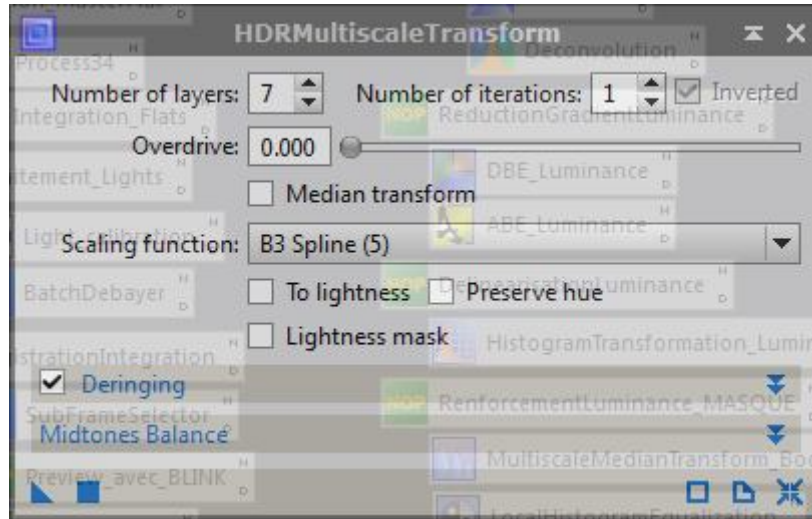 HDRMultiscaleTransform
Deconvolution
Process34
Number of layers: 7 Number of iterations: 1 Inverted
Integration_Flats
ReductionGradientLuminance
Overdrive: 0.000
DBE_Luminance
Median transform
ABE_Luminance
Scaling function: B3 Spline (5)
BatchDebayer
To lightness Preserve hue
Lightness mask
HistogramTransformation_Lumin
Deringing
RenforcementLuminance_MASQUE
SubFrameSelector
Midtones Balance
MultiscaleMedianTransform_Boo
Preview_avec_BLINK
LocalHistogramEqualization